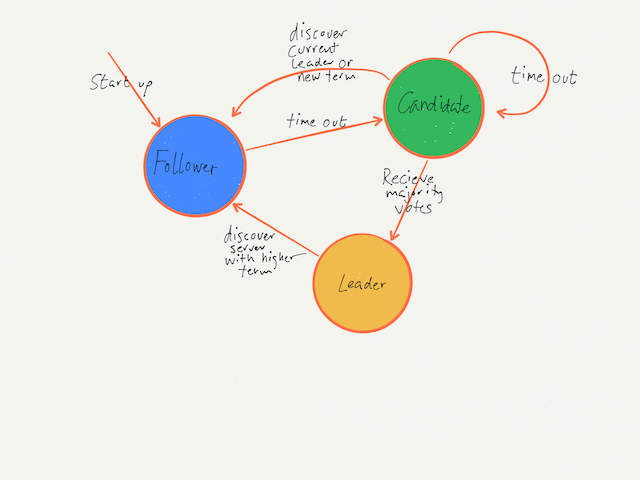 discover
current
leader or
new term
Start up
time out
Candidate
time out
Follower
Recieve
majority
votes
discover
server
with higher
term
Leader